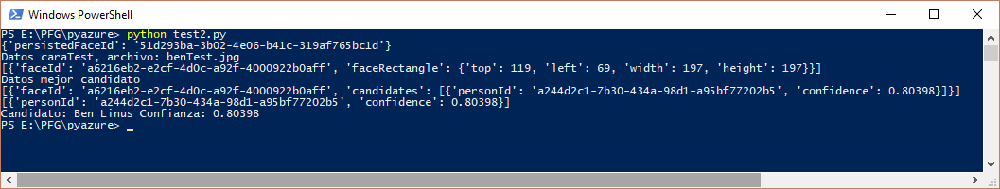 Windows PowerShell
PS E:\PFG\pyazure> python test2.py
{'persistedFaceId': '51d293ba-3b02-4e06-b41c-319af765bc1d'}
Datos caraTest, archivo: benTest.jpg
[{'faceId': 'a6216eb2-e2cf-4d0c-a92f-4000922b0aff', 'faceRectangle': {'top': 119, 'left': 69, 'width': 197, 'height': 197}}]
Datos mejor candidato
[{'faceId': 'a6216eb2-e2cf-4d0c-a92f-4000922b0aff', 'candidates': [{'personId': 'a244d2c1-7b30-434a-98d1-a95bf77202b5', 'confidence': 0.80398}]}]
[{'personId': 'a244d2c1-7b30-434a-98d1-a95bf77202b5', 'confidence': 0.80398}]
Candidato: Ben Linus Confianza: 0.80398
PS E:\PFG\pyazure>